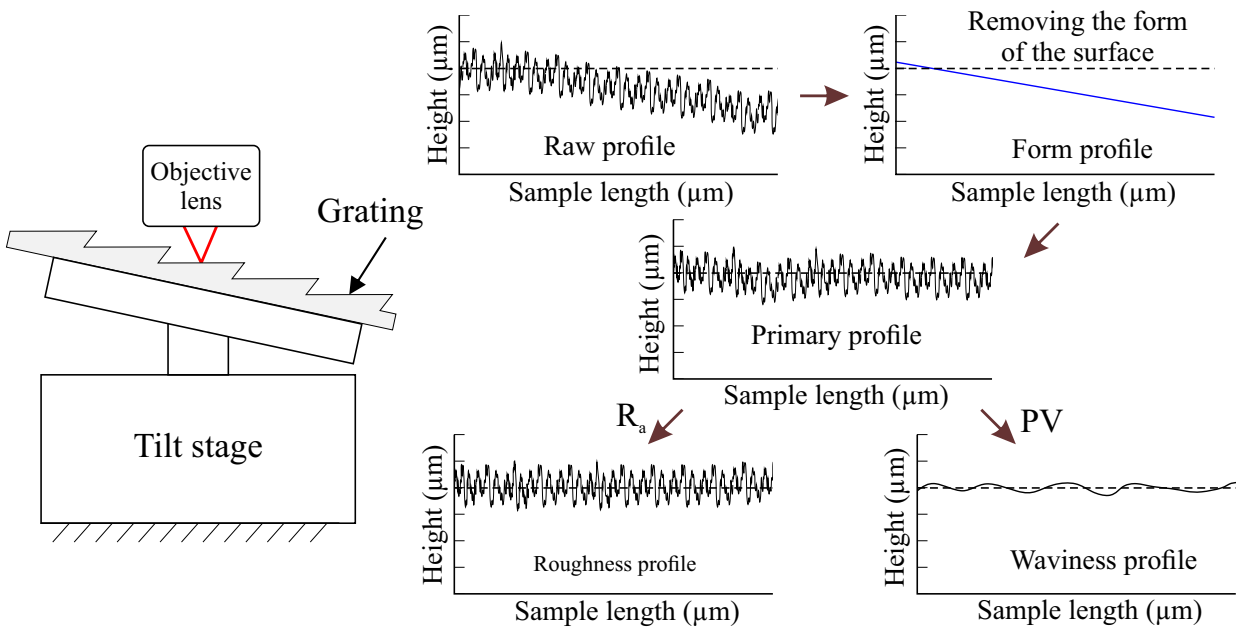 Objective
lens
Grating
Tilt stage
Height (µm)
Raw profile
Sample length (µm)
Height (µm)
Removing the form
of the surface
Form profile
Sample length (µm)
Height (µm)
Primary profile
Sample length (µm)
Rₐ
PV
Height (µm)
Roughness profile
Sample length (µm)
Height (µm)
Waviness profile
Sample length (µm)